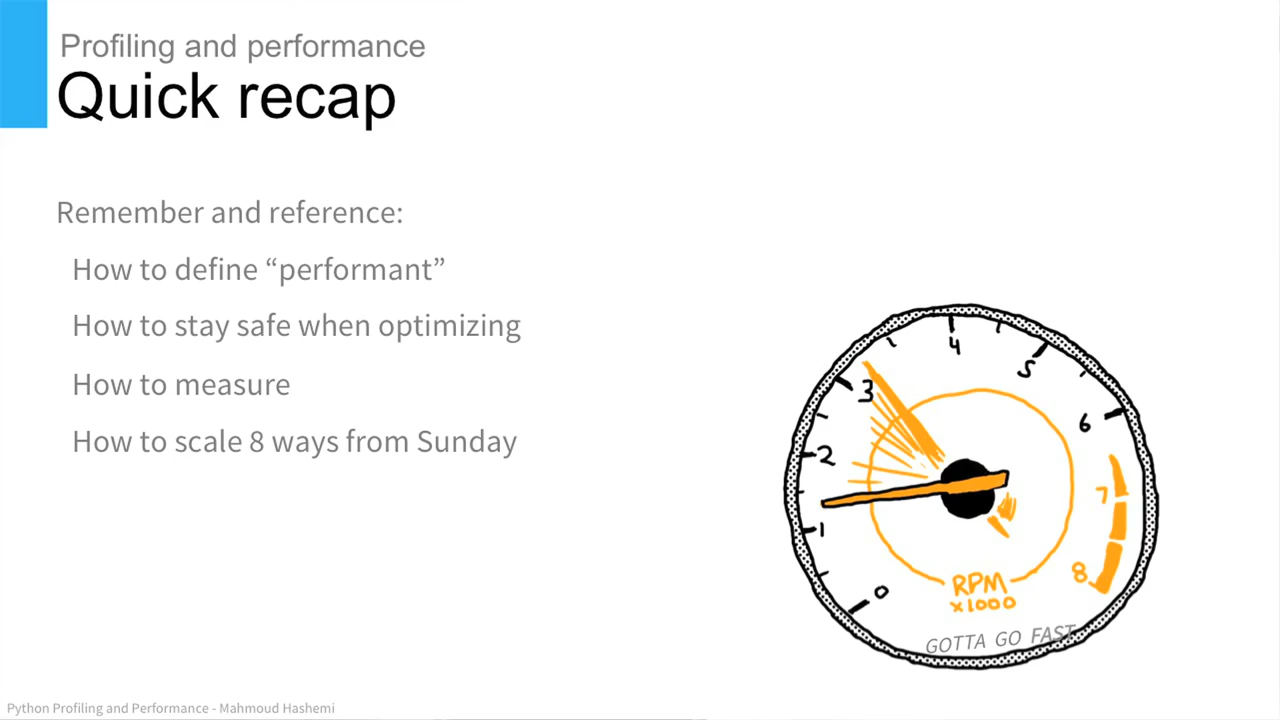 Profiling and performance
Quick recap
Remember and reference:
How to define “performant”
How to stay safe when optimizing
How to measure
How to scale 8 ways from Sunday
0
1
2
3
4
5
6
7
8
RPM
x1000
GOTTA GO FAST
Python Profiling and Performance - Mahmoud Hashemi